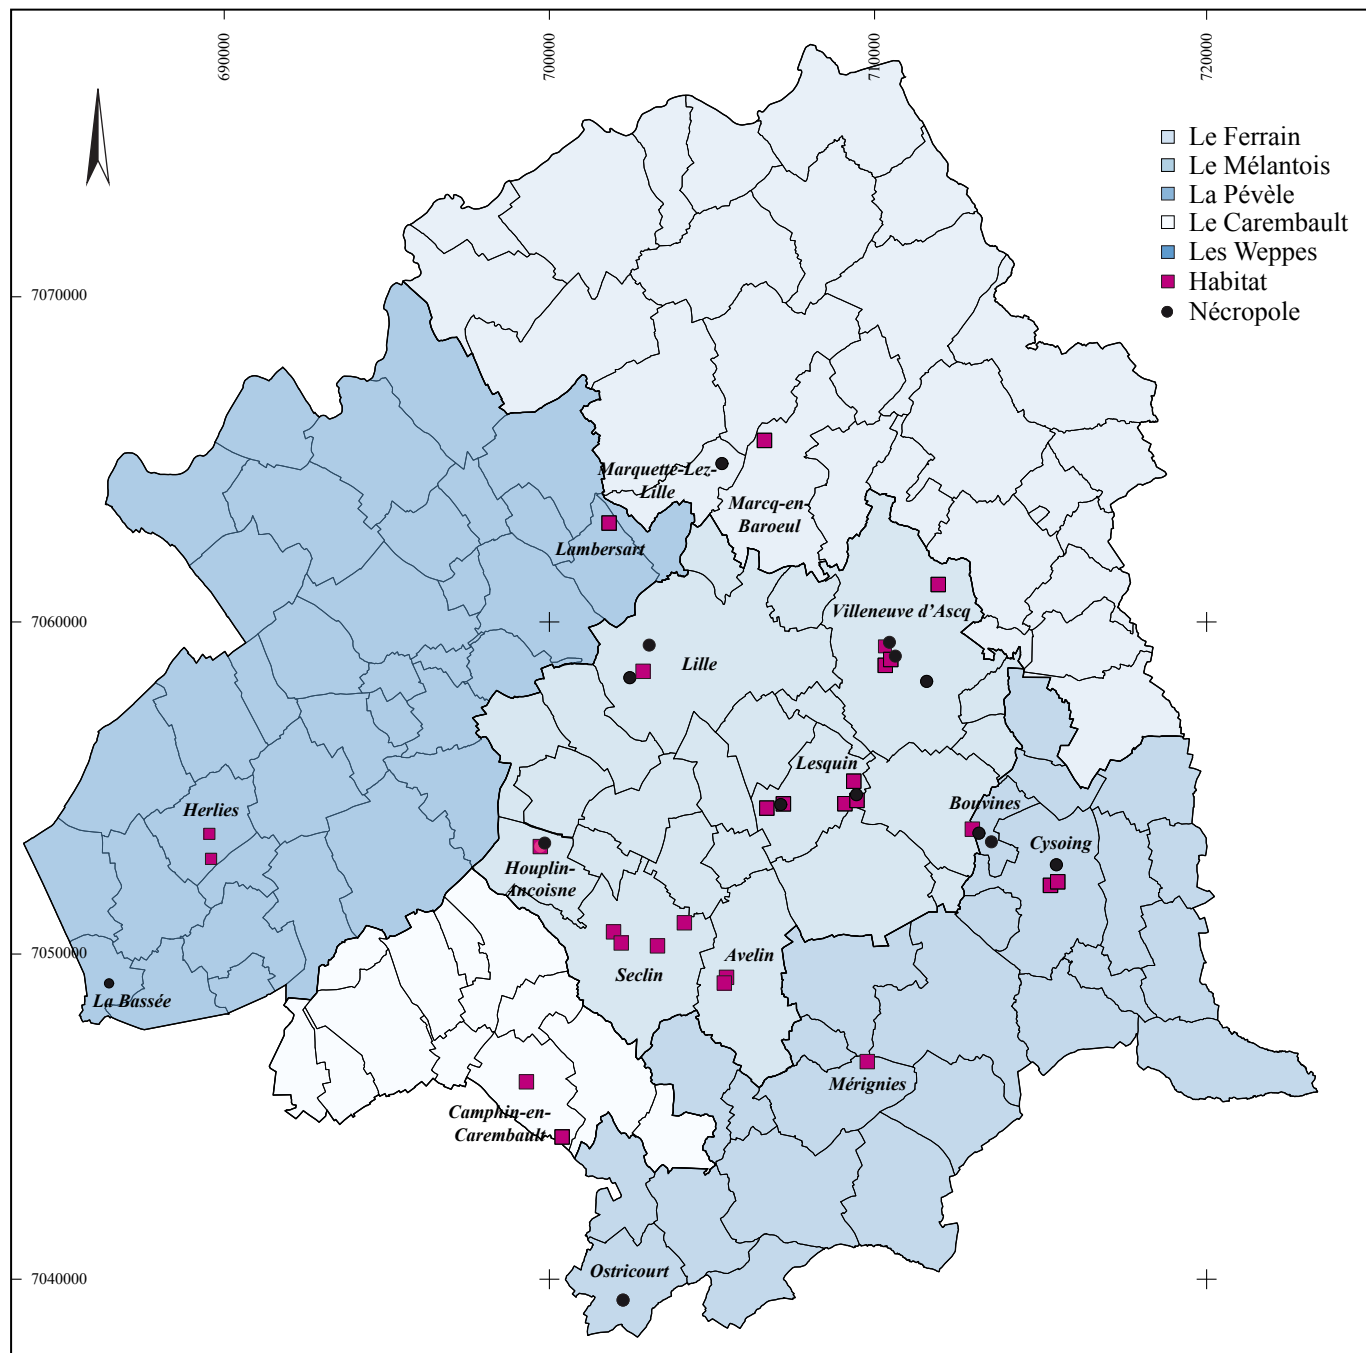 690000
700000
710000
720000
Le Ferrain
Le Mélantois
La Pévèle
Le Carembault
Les Weppes
Habitat
Nécropole
7070000
7060000
7050000
7040000
Marquette-Lez-
Lille
Marcq-en-
Baroeul
Lambersart
Villeneuve d'Ascq
Lille
Lesquin
Herlies
Bouvines
Cysoing
Houplin-
Ancoisne
Avelin
Seclin
La Bassée
Mérignies
Camphin-en-
Carembault
Ostricourt